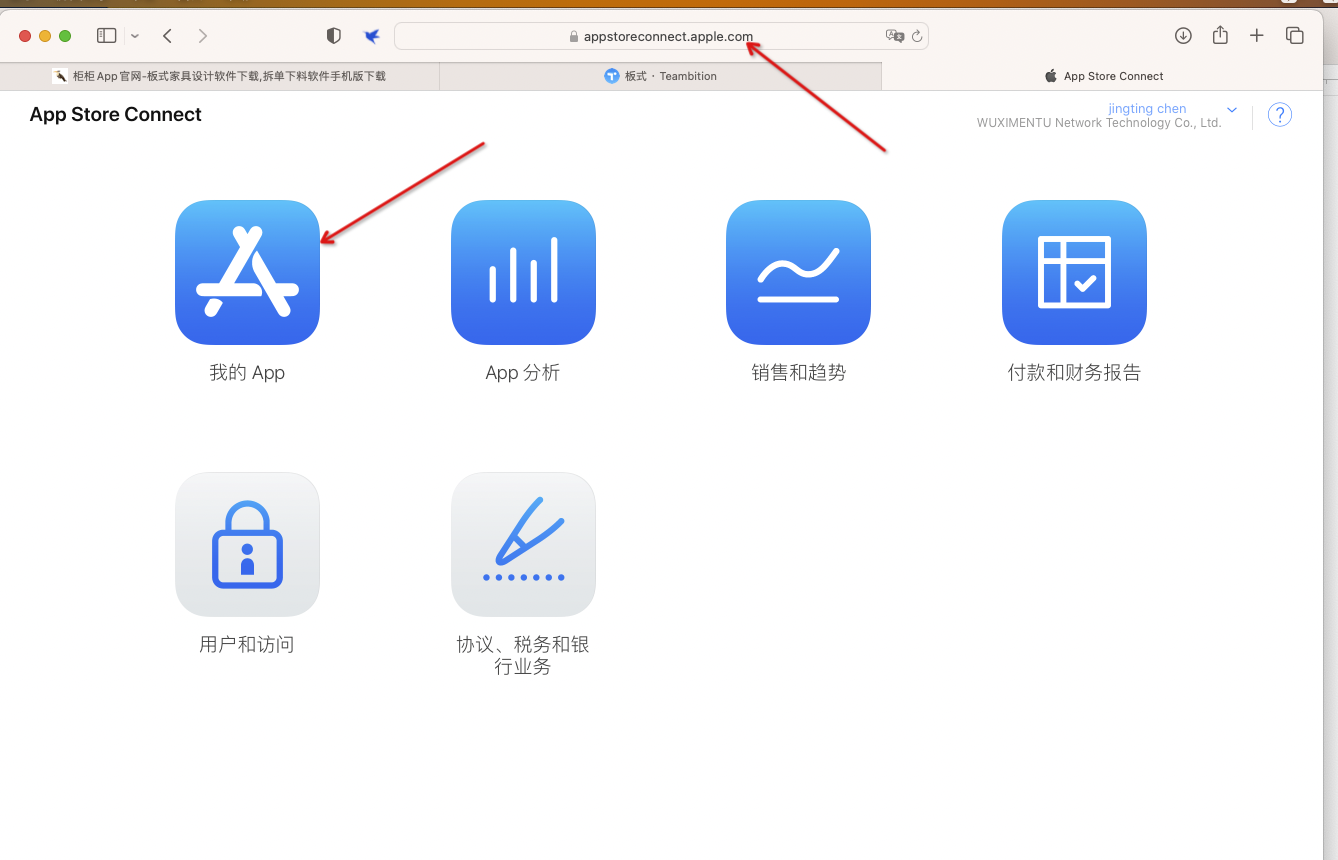 appstoreconnect.apple.com
柜柜 App 官网-板式家具设计软件下载,拆单下料软件手机版下载
板式 · Teambition
App Store Connect
App Store Connect
jingting chen
WUXIMENTU Network Technology Co., Ltd.
?
我的 App
App 分析
销售和趋势
付款和财务报告
用户和访问
协议、税务和银
行业务